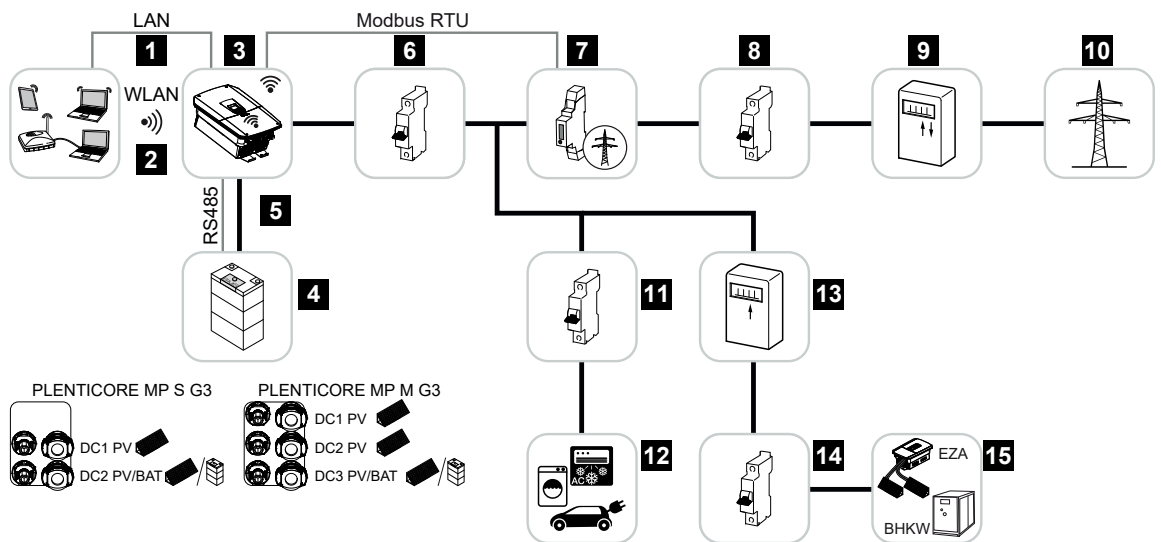 LAN
Modbus RTU
1
3
6
7
8
9
10
WLAN
2
RS485
5
4
11
13
PLENTICORE MP S G3
PLENTICORE MP M G3
DC1 PV
DC2 PV/BAT
DC1 PV
DC2 PV
DC3 PV/BAT
12
AC
14
EZA
15
BHKW